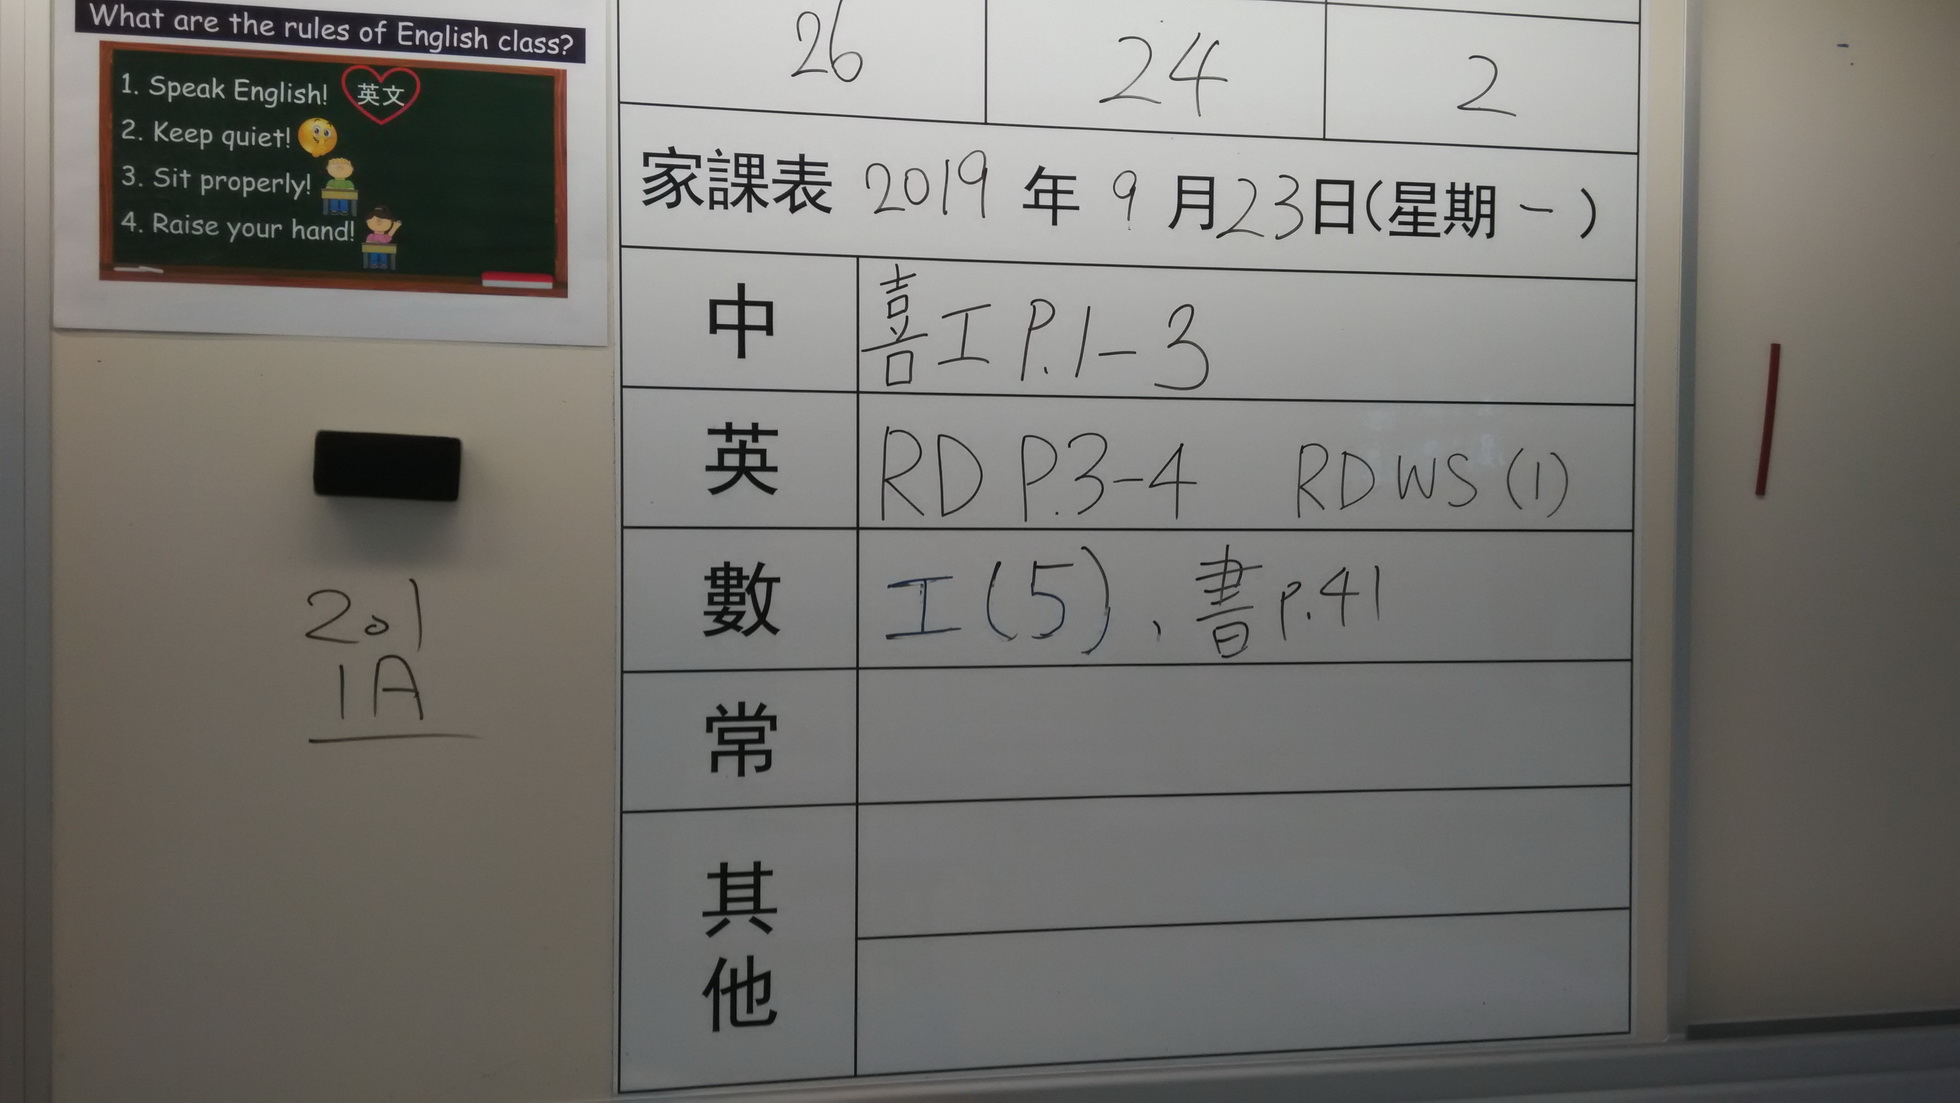 What are the rules of English class?
1. Speak English! 英文
2. Keep quiet!
3. Sit properly!
4. Raise your hand!
26 24 2
家課表 2019 年 9 月 23 日(星期一)
中 喜工 P.1-3
英 RD P.3-4 RD WS (1)
數 工(5)、書 p.41
常
其他
201
1A